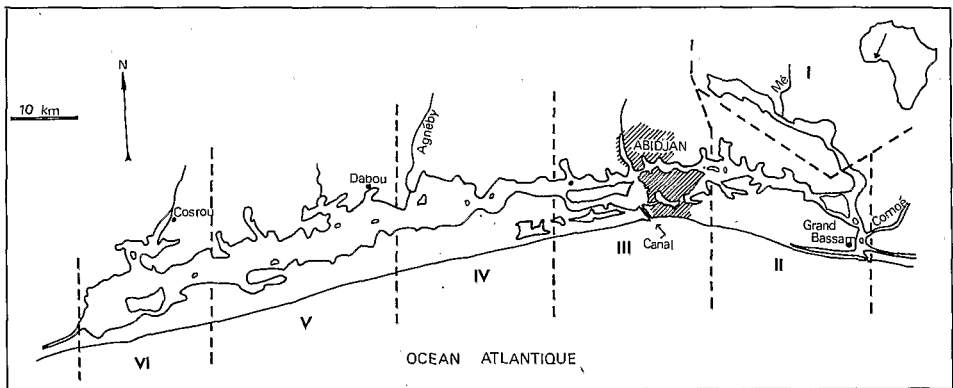 N
10 km
I
Mé
Agnéby
ABIDJAN
Dabou
Cosrou
Comoé
Grand
Bassam
Canal
III
II
IV
V
VI
OCEAN ATLANTIQUE